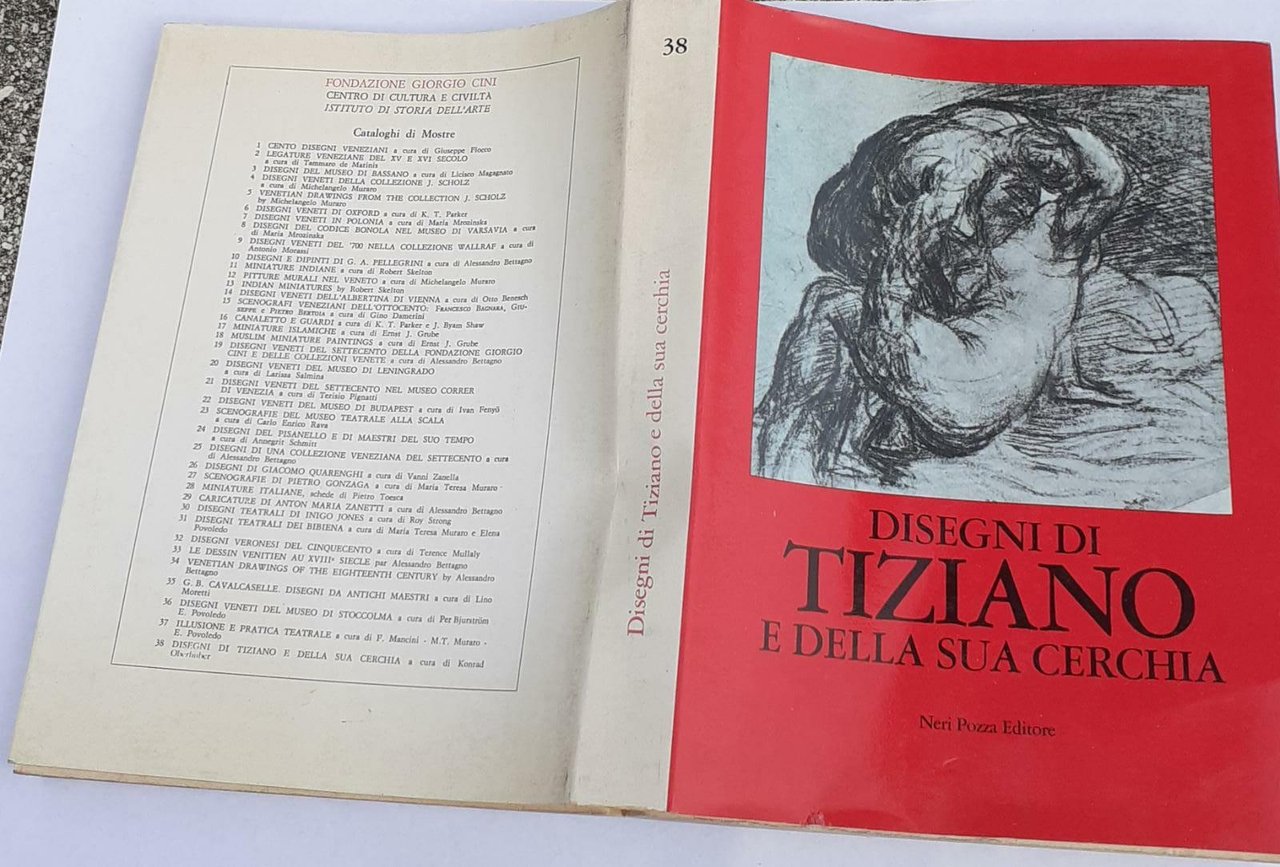 FONDAZIONE GIORGIO CINI
CENTRO DI CULTURA E CIVILTÀ
ISTITUTO DI STORIA DELL'ARTE
Cataloghi di Mostre
1 CENTO DISEGNI VENEZIANI a cura di Giuseppe Fiocco
2 LEGATURE VENEZIANE DEL XV E XVI SECOLO
a cura di Tammaro de Marinis
3 DISEGNI DEL MUSEO DI BASSANO a cura di Licisco Magagnato
4 DISEGNI VENETI DELLA COLLEZIONE J. SCHOLZ
a cura di Michelangelo Muraro
5 VENETIAN DRAWINGS FROM THE COLLECTION J. SCHOLZ
by Michelangelo Muraro
6 DISEGNI VENETI DI OXFORD a cura di K. T. Parker
7 DISEGNI VENETI IN POLONIA a cura di Maria Mrozinska
8 DISEGNI DEL CODICE BONOLA NEL MUSEO DI VARSAVIA a cura
di Maria Mrozinska
9 DISEGNI VENETI DEL '700 NELLA COLLEZIONE WALLRAF a cura di
Antonio Morassi
10 DISEGNI E DIPINTI DI G. A. PELLEGRINI a cura di Alessandro Bettagno
11 MINIATURE INDIANE a cura di Robert Skelton
12 PITTURE MURALI NEL VENETO a cura di Michelangelo Muraro
13 INDIAN MINIATURES by Robert Skelton
14 DISEGNI VENETI DELL'ALBERTINA DI VIENNA a cura di Otto Benesch
15 SCENOGRAFI VENEZIANI DELL'OTTOCENTO: FRANCESCO BAGNARA, GIU-
SEPPE e PIETRO BERTOIA a cura di Gino Damerini
16 CANALETTO E GUARDI a cura di K. T. Parker e J. Byam Shaw
17 MINIATURE ISLAMICHE a cura di Ernst J. Grube
18 MUSLIM MINIATURE PAINTINGS a cura di Ernst J. Grube
19 DISEGNI VENETI DEL SETTECENTO DELLA FONDAZIONE GIORGIO
CINI E DELLE COLLEZIONI VENETE a cura di Alessandro Bettagno
20 DISEGNI VENETI DEL MUSEO DI LENINGRADO
a cura di Larissa Salmina
21 DISEGNI VENETI DEL SETTECENTO NEL MUSEO CORRER
DI VENEZIA a cura di Terisio Pignatti
22 DISEGNI VENETI DEL MUSEO DI BUDAPEST a cura di Ivan Fenyö
23 SCENOGRAFIE DEL MUSEO TEATRALE ALLA SCALA
a cura di Carlo Enrico Rava
24 DISEGNI DEL PISANELLO E DI MAESTRI DEL SUO TEMPO
a cura di Annegrit Schmitt
25 DISEGNI DI UNA COLLEZIONE VENEZIANA DEL SETTECENTO a cura
di Alessandro Bettagno
26 DISEGNI DI GIACOMO QUARENGHI a cura di Vanni Zanella
27 SCENOGRAFIE DI PIETRO GONZAGA a cura di Maria Teresa Muraro
28 MINIATURE ITALIANE, schede di Pietro Toesca
29 CARICATURE DI ANTON MARIA ZANETTI a cura di Alessandro Bettagno
30 DISEGNI TEATRALI DI INIGO JONES a cura di Roy Strong
31 DISEGNI TEATRALI DEI BIBIENA a cura di Maria Teresa Muraro e Elena
Povoledo
32 DISEGNI VERONESI DEL CINQUECENTO a cura di Terence Mullaly
33 LE DESSIN VENITIEN AU XVIIIe SIECLE par Alessandro Bettagno
34 VENETIAN DRAWINGS OF THE EIGHTEENTH CENTURY by Alessandro
Bettagno
35 G. B. CAVALCASELLE. DISEGNI DA ANTICHI MAESTRI a cura di Lino
Moretti
36 DISEGNI VENETI DEL MUSEO DI STOCCOLMA a cura di Per Bjurström
37 ILLUSIONE E PRATICA TEATRALE a cura di F. Mancini - M.T. Muraro -
E. Povoledo
38 DISEGNI DI TIZIANO E DELLA SUA CERCHIA a cura di Konrad
Oberhuber
38
Disegni di Tiziano e della sua cerchia
DISEGNI DI
TIZIANO
E DELLA SUA CERCHIA
Neri Pozza Editore